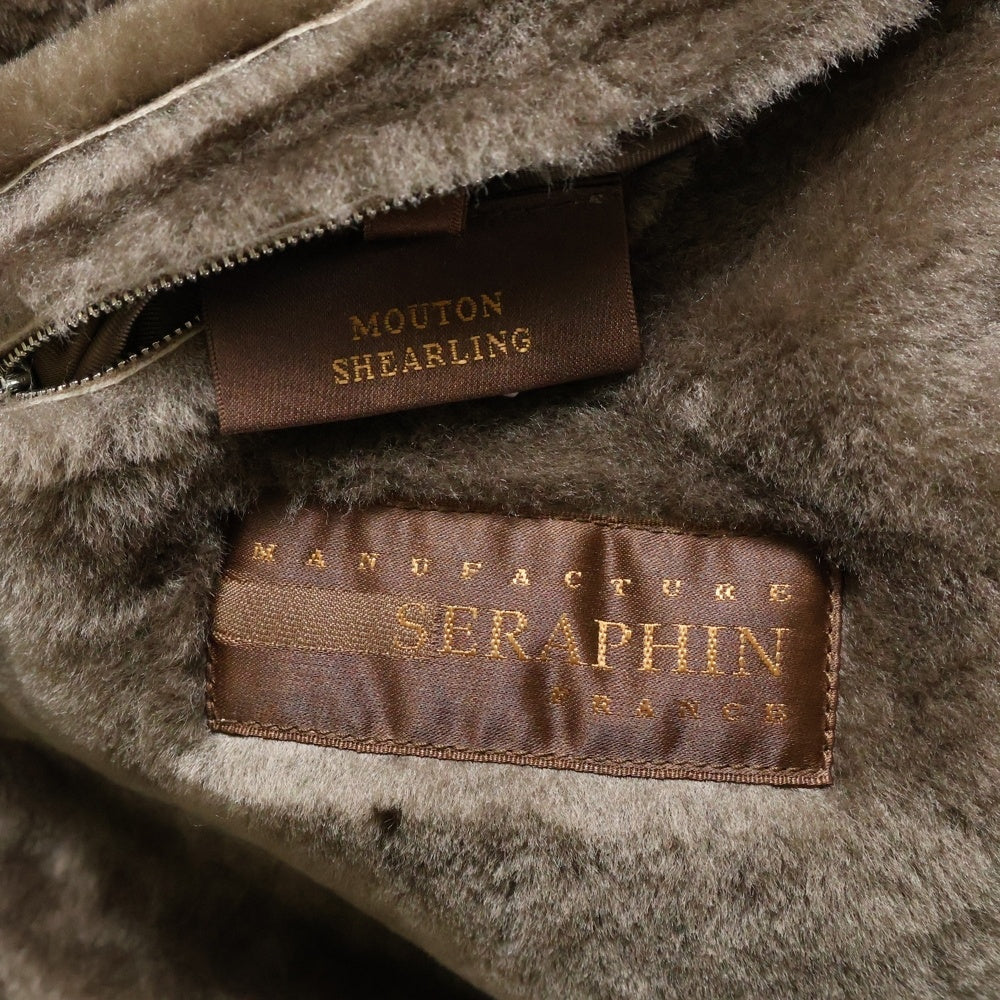 MOUTON
SHEARLING
MANUFACTURE
SERAPHIN
FRANCE